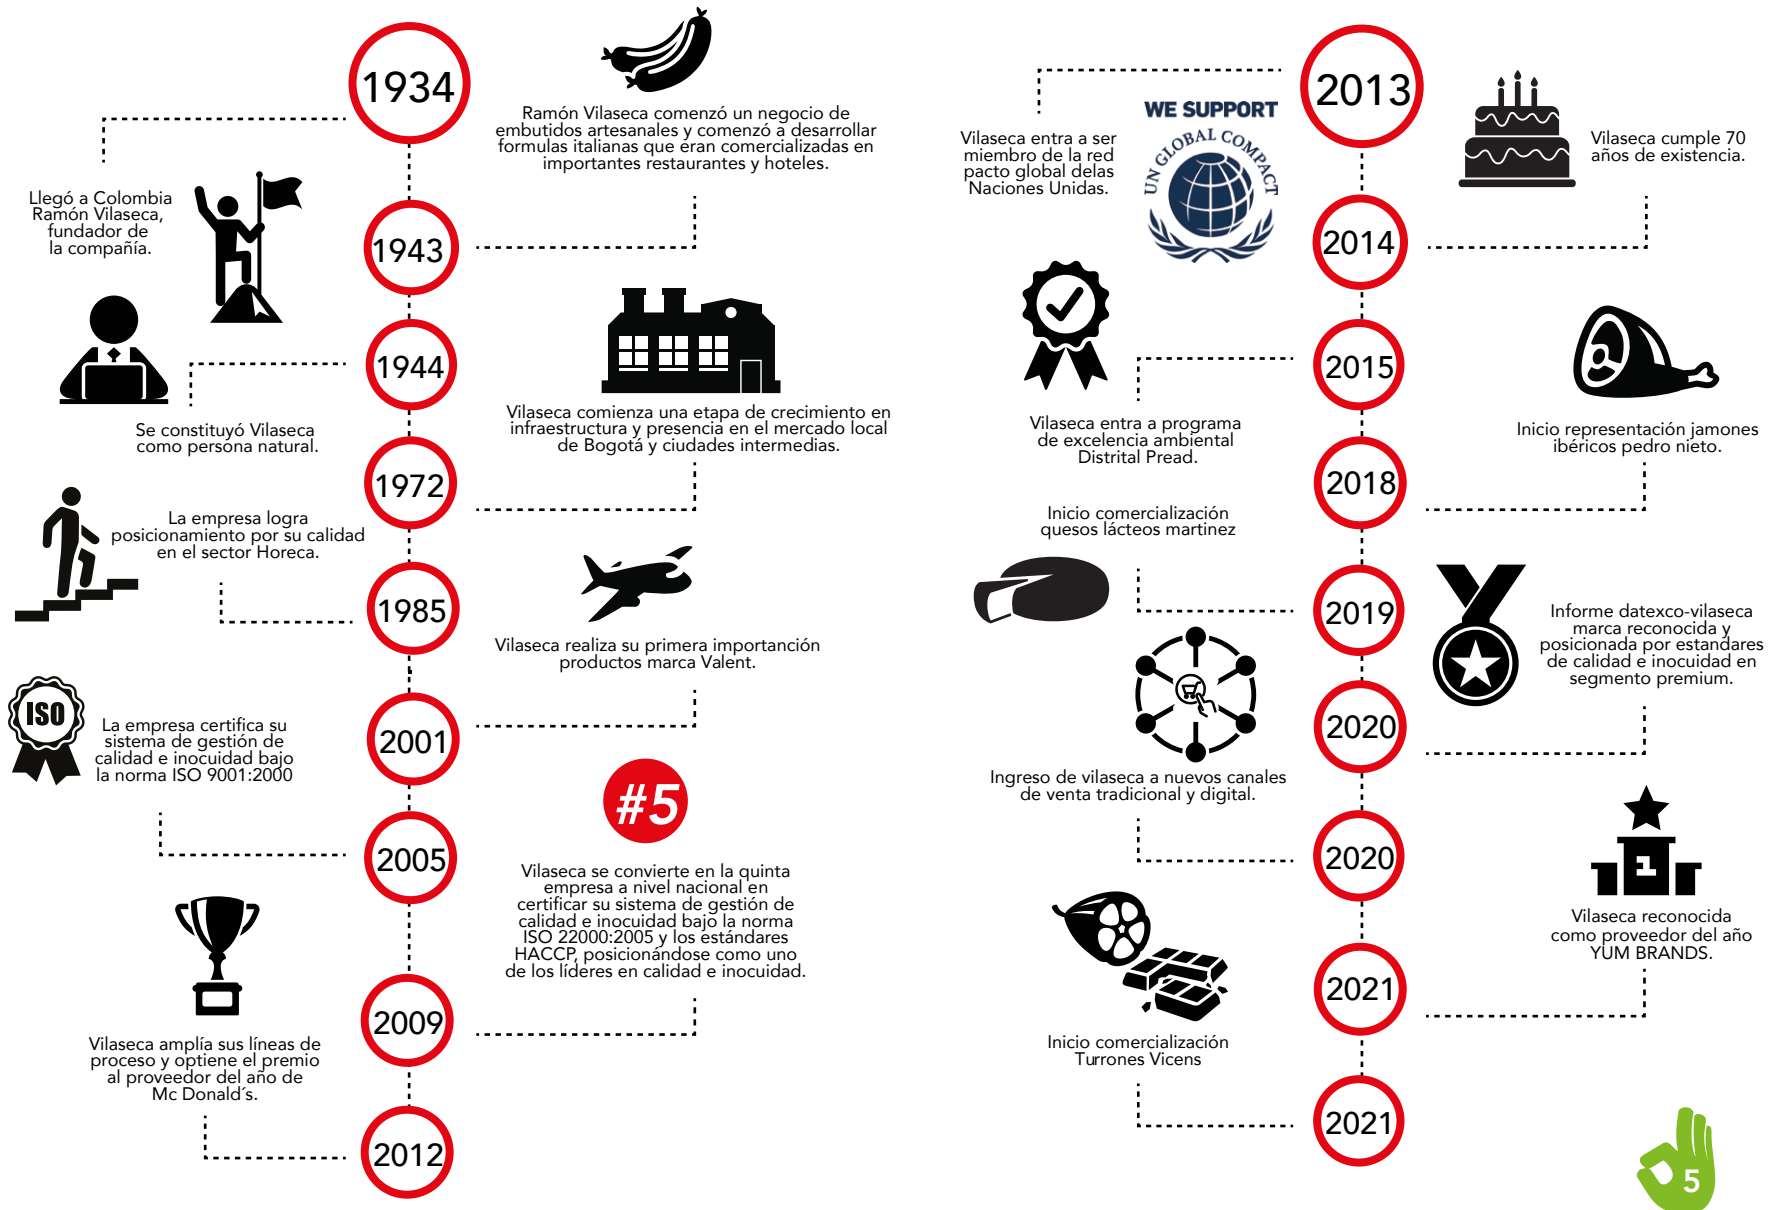 1934
Llegó a Colombia
Ramón Vilaseca,
fundador de
la compañía.
Ramón Vilaseca comenzó un negocio de
embutidos artesanales y comenzó a desarrollar
formulas italianas que eran comercializadas en
importantes restaurantes y hoteles.
1943
1944
Se constituyó Vilaseca
como persona natural.
Vilaseca comienza una etapa de crecimiento en
infraestructura y presencia en el mercado local
de Bogotá y ciudades intermedias.
1972
La empresa logra
posicionamiento por su calidad
en el sector Horeca.
1985
Vilaseca realiza su primera importanción
productos marca Valent.
2001
ISO
La empresa certifica su
sistema de gestión de
calidad e inocuidad bajo
la norma ISO 9001:2000
2005
#5
Vilaseca se convierte en la quinta
empresa a nivel nacional en
certificar su sistema de gestión de
calidad e inocuidad bajo la norma
ISO 22000:2005 y los estándares
HACCP, posicionándose como uno
de los líderes en calidad e inocuidad.
2009
Vilaseca amplía sus líneas de
proceso y optiene el premio
al proveedor del año de
Mc Donald´s.
2012
2013
Vilaseca entra a ser
miembro de la red
pacto global delas
Naciones Unidas.
WE SUPPORT
UN GLOBAL COMPACT
Vilaseca cumple 70
años de existencia.
2014
2015
Vilaseca entra a programa
de excelencia ambiental
Distrital Pread.
Inicio representación jamones
ibéricos pedro nieto.
2018
Inicio comercialización
quesos lácteos martinez
2019
Informe datexco-vilaseca
marca reconocida y
posicionada por estandares
de calidad e inocuidad en
segmento premium.
2020
Ingreso de vilaseca a nuevos canales
de venta tradicional y digital.
2020
1
Vilaseca reconocida
como proveedor del año
YUM BRANDS.
2021
Inicio comercialización
Turrones Vicens
2021
5